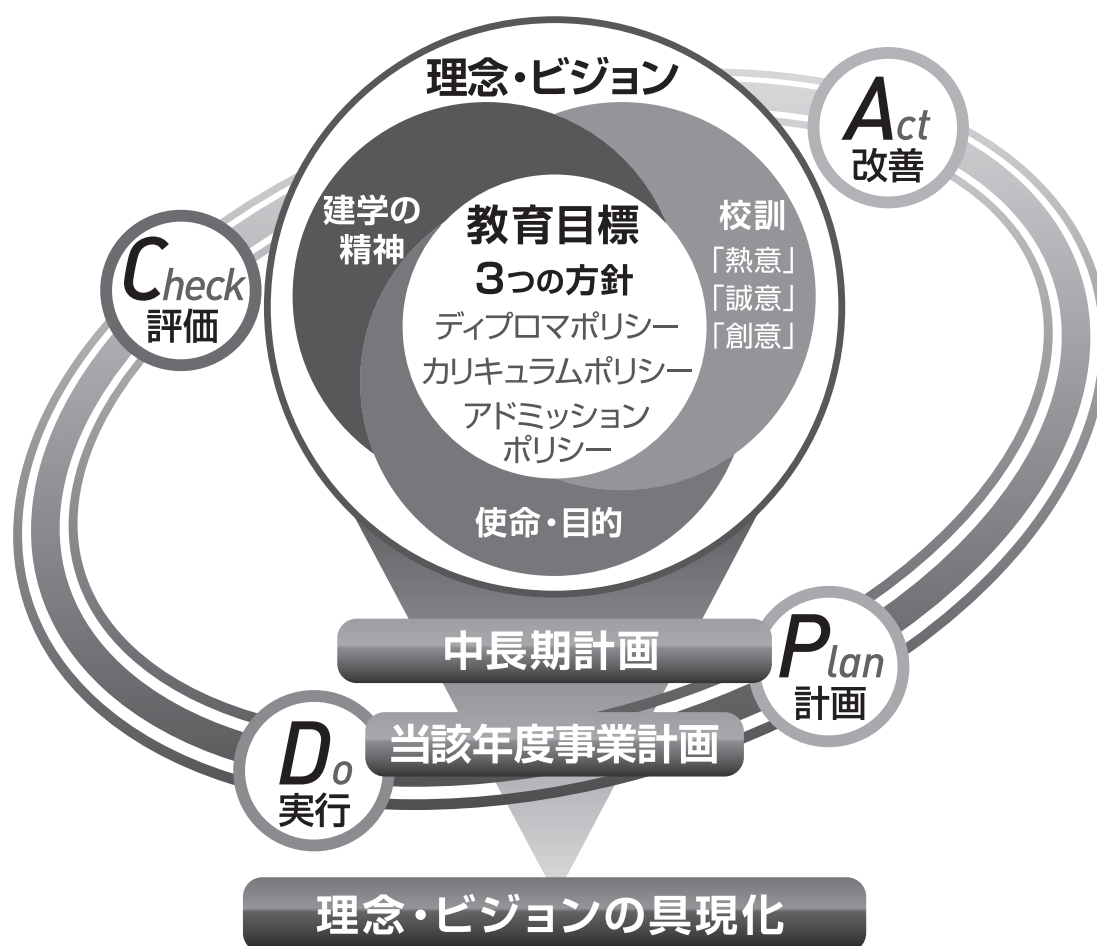 理念・ビジョン
Act
改善
建学の
精神
教育目標
3つの方針
ディプロマポリシー
カリキュラムポリシー
アドミッション
ポリシー
校訓
「熱意」
「誠意」
「創意」
Check
評価
使命・目的
中長期計画
Plan
計画
当該年度事業計画
Do
実行
理念・ビジョンの具現化